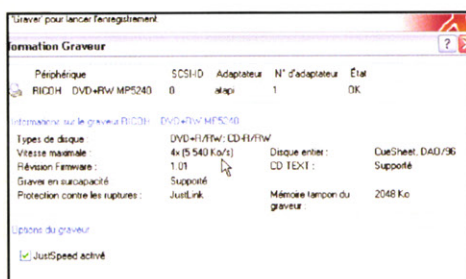 "Graver" pour lancer l'enregistrement
formation Graveur
Périphérique SCSI-ID Adaptateur N° d'adaptateur État
RICOH DVD+RW MP5240 0 atapi 1 OK
Informations sur le graveur RICOH DVD+RW MP5240
Types de disque : DVD+R/RW; CD-R/RW
Vitesse maximale : 4x (5 540 Ko/s) Disque entier : CueSheet, DAO/96
Révision Firmware : 1.01 CD TEXT : Supporté
Graver en surcapacité Supporté
Protection contre les ruptures : JustLink Mémoire tampon du graveur : 2048 Ko
ptions du graveur
JustSpeed activé